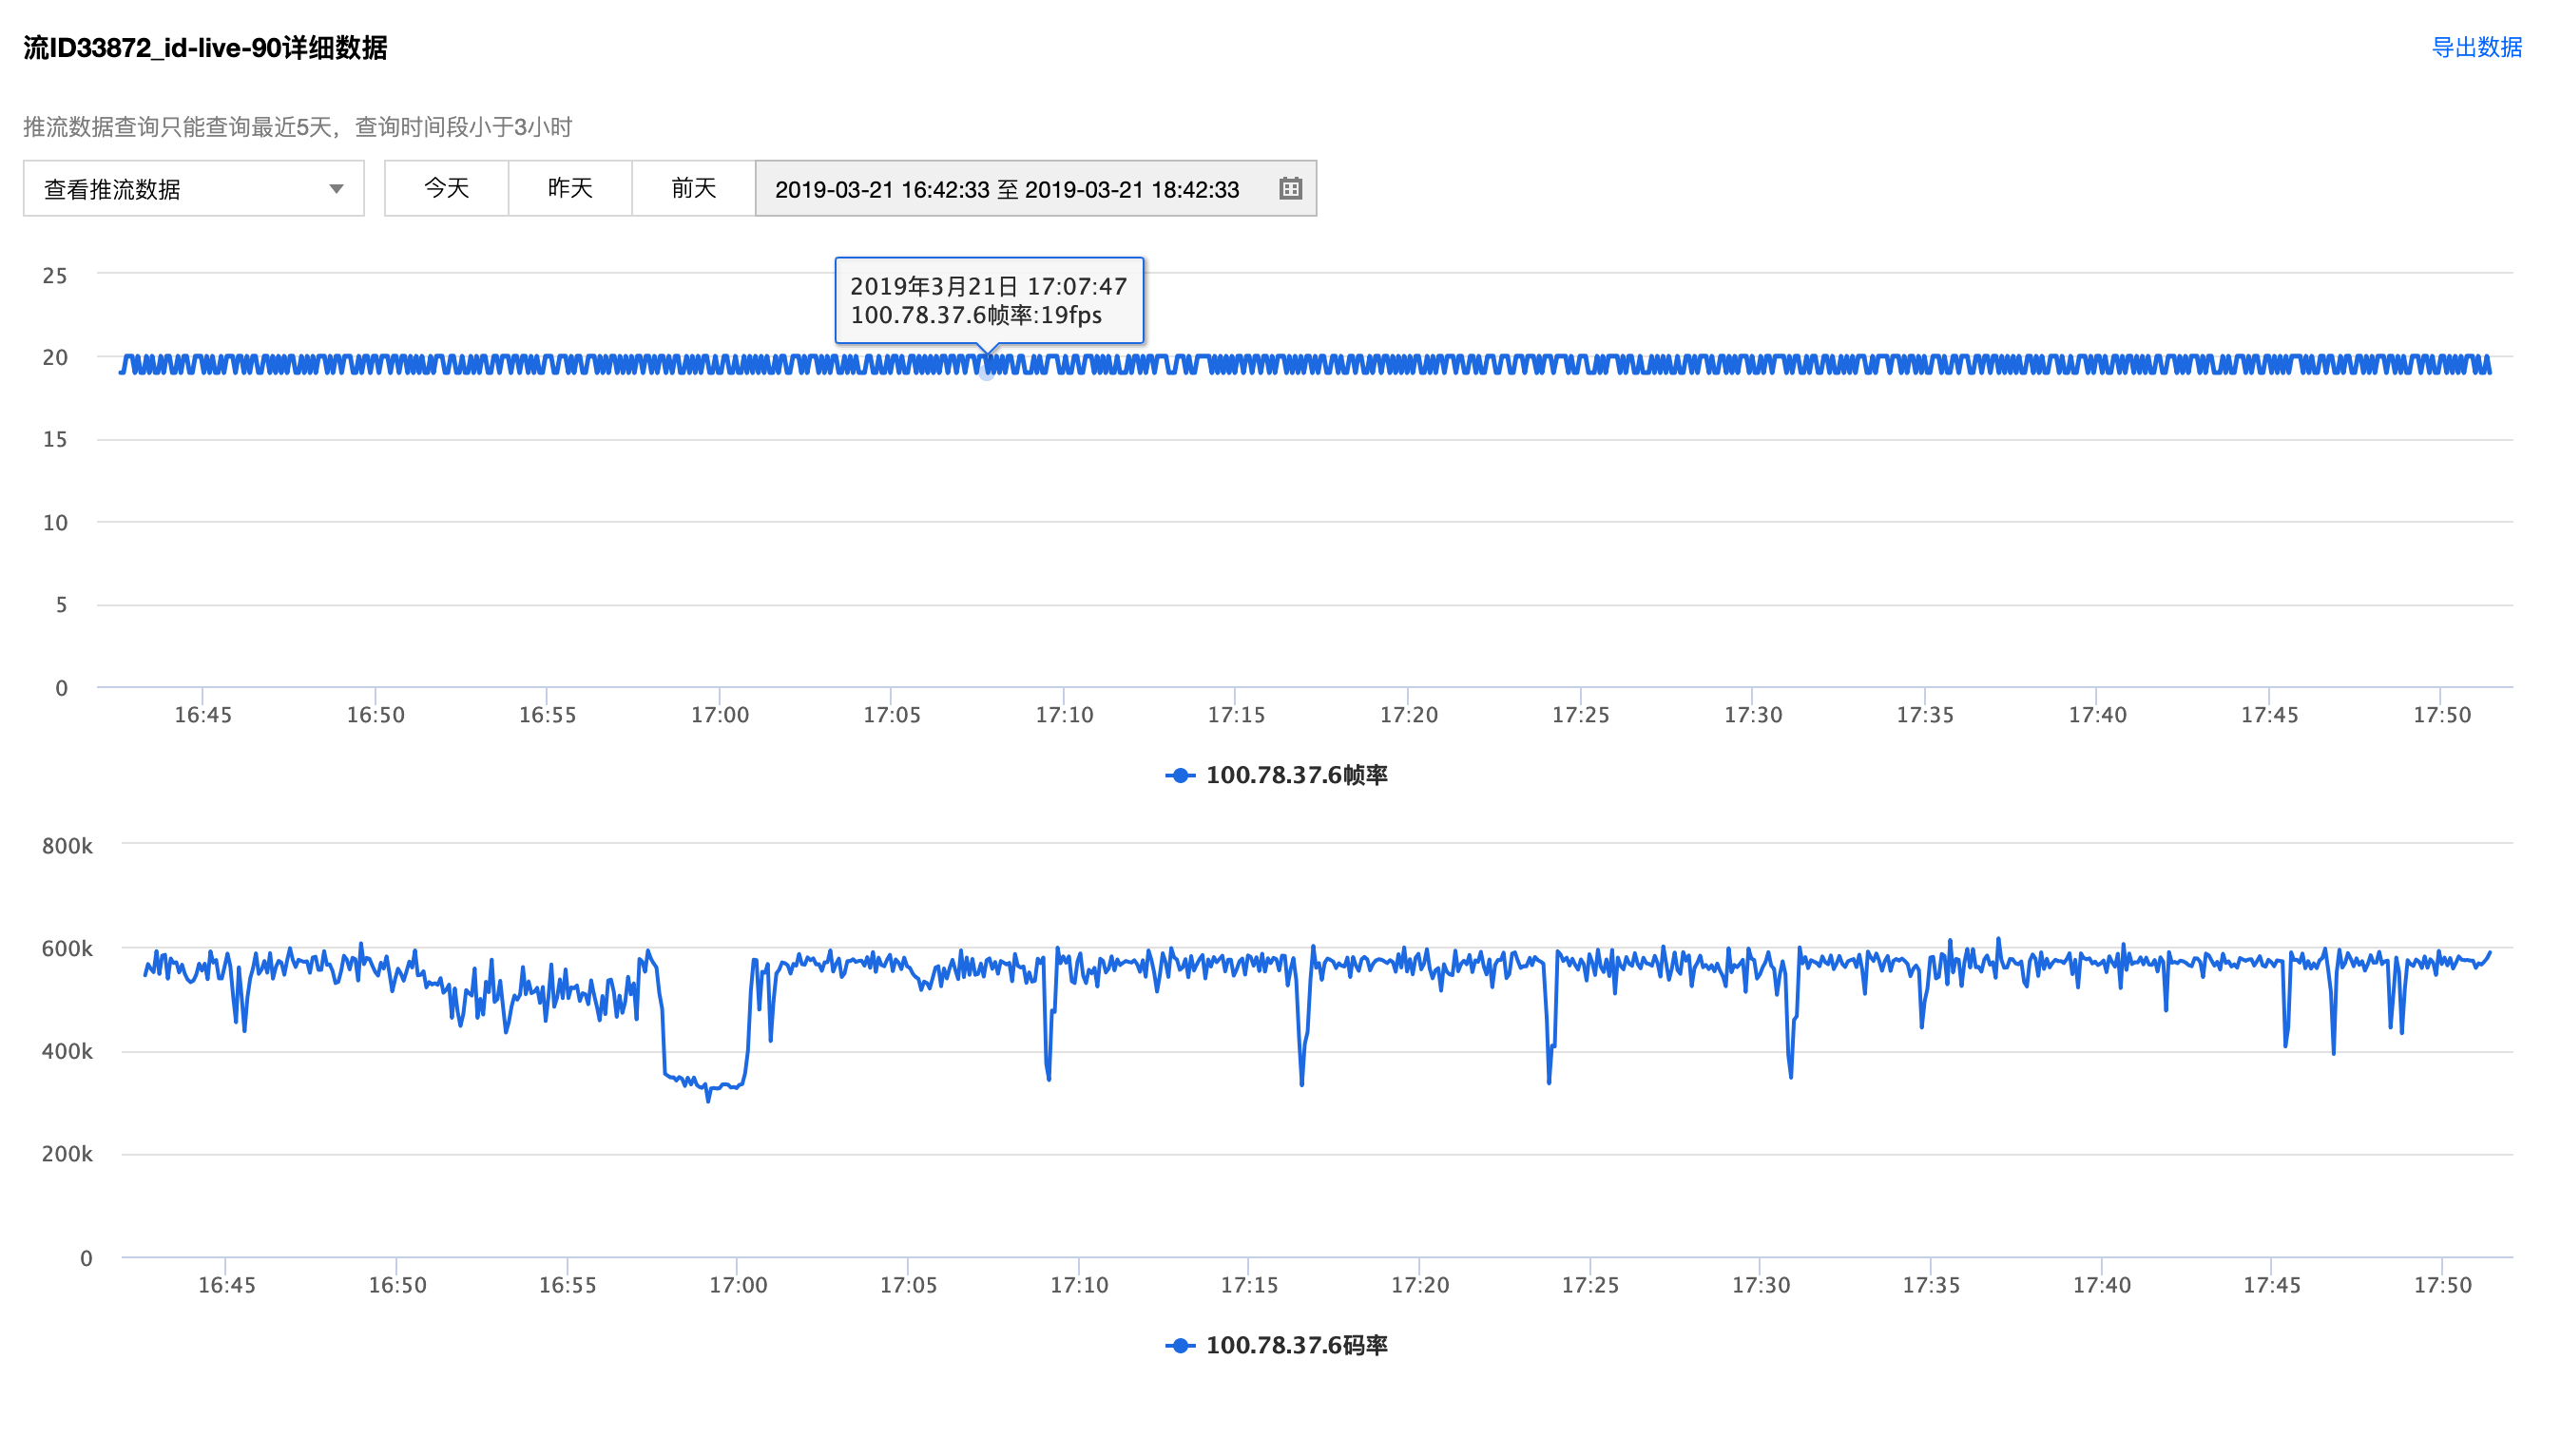 流ID33872_id-live-90详细数据
导出数据
推流数据查询只能查询最近5天，查询时间段小于3小时
查看推流数据
今天
昨天
前天
2019-03-21 16:42:33 至 2019-03-21 18:42:33
2019年3月21日 17:07:47
100.78.37.6帧率:19fps
25
20
15
10
5
0
16:45 16:50 16:55 17:00 17:05 17:10 17:15 17:20 17:25 17:30 17:35 17:40 17:45 17:50
100.78.37.6帧率
800k
600k
400k
200k
0
16:45 16:50 16:55 17:00 17:05 17:10 17:15 17:20 17:25 17:30 17:35 17:40 17:45 17:50
100.78.37.6码率